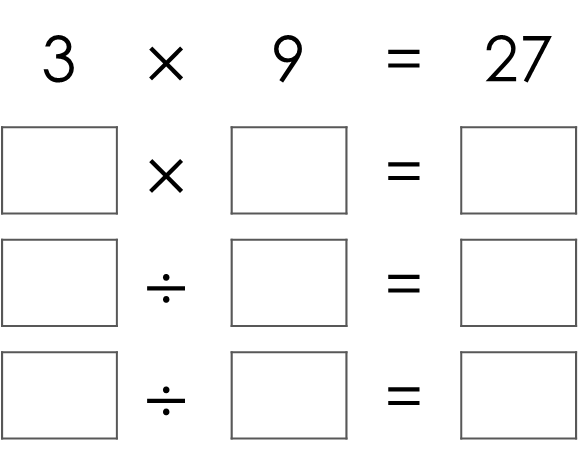 3 × 9 = 27
× =
÷ =
÷ =